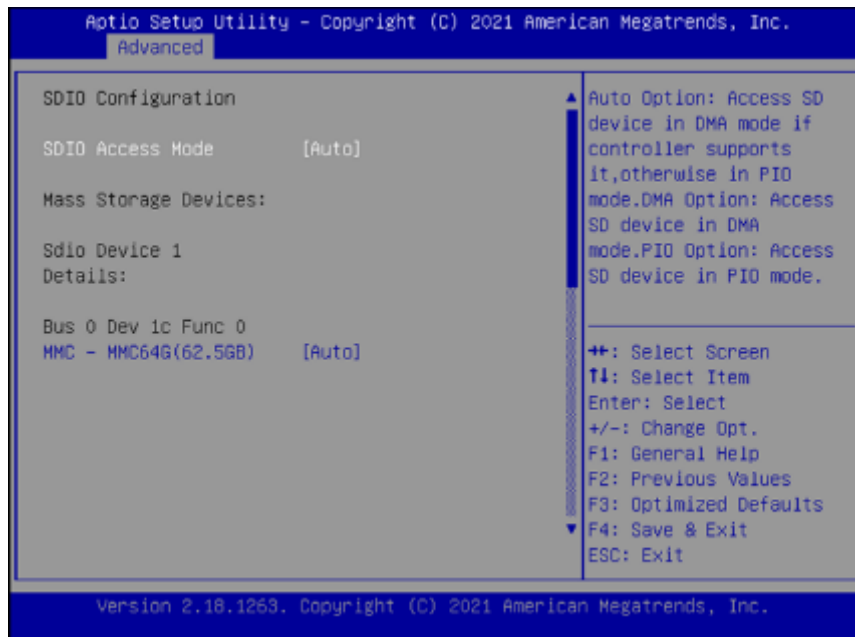 Aptio Setup Utility – Copyright (C) 2021 American Megatrends, Inc.
Advanced
SDIO Configuration
SDIO Access Mode [Auto]
Mass Storage Devices:
Sdio Device 1
Details:
Bus 0 Dev 1c Func 0
MMC - MMC64G(62.5GB) [Auto]
Auto Option: Access SD
device in DMA mode if
controller supports
it,otherwise in PIO
mode.DMA Option: Access
SD device in DMA
mode.PIO Option: Access
SD device in PIO mode.
→←: Select Screen
↑↓: Select Item
Enter: Select
+/-: Change Opt.
F1: General Help
F2: Previous Values
F3: Optimized Defaults
F4: Save & Exit
ESC: Exit
Version 2.18.1263. Copyright (C) 2021 American Megatrends, Inc.